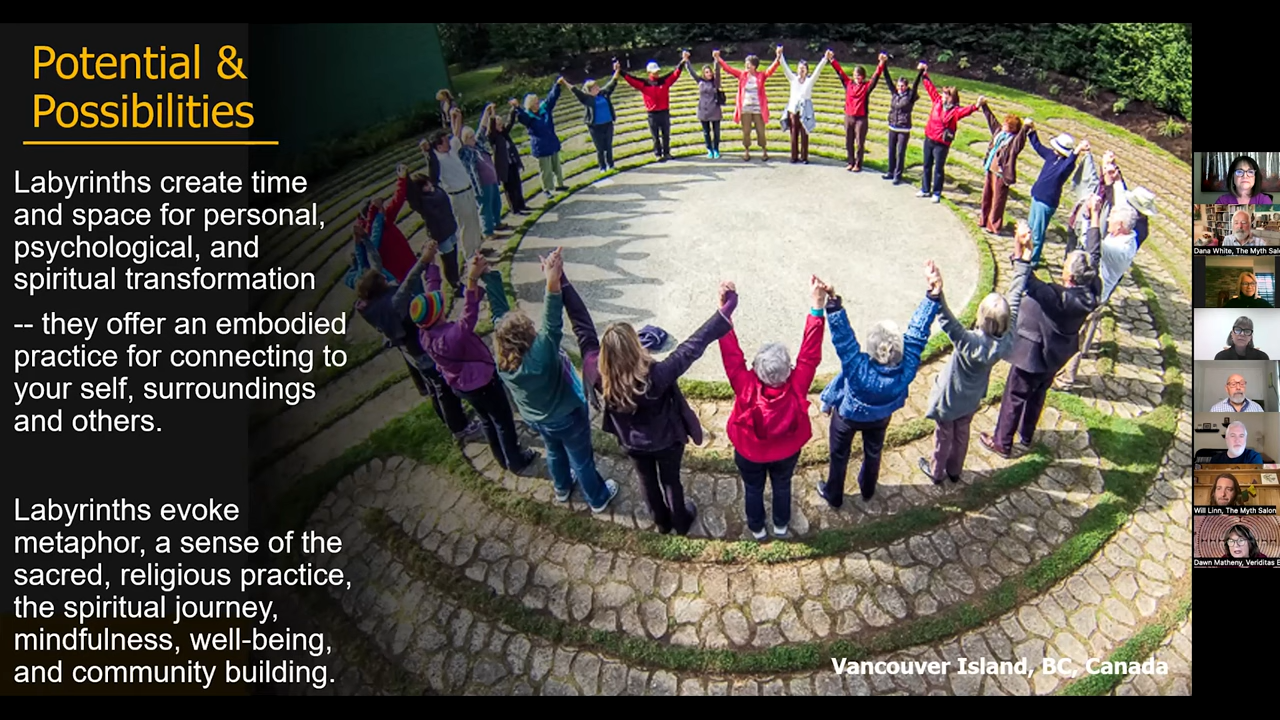 Potential &
Possibilities
Labyrinths create time
and space for personal,
psychological, and
spiritual transformation
-- they offer an embodied
practice for connecting to
your self, surroundings
and others.
Labyrinths evoke
metaphor, a sense of the
sacred, religious practice,
the spiritual journey,
mindfulness, well-being,
and community building.
Vancouver Island, BC, Canada
Dana White, The Myth Sal
Will Linn, The Myth Salon
Dawn Matheny, Veriditas E